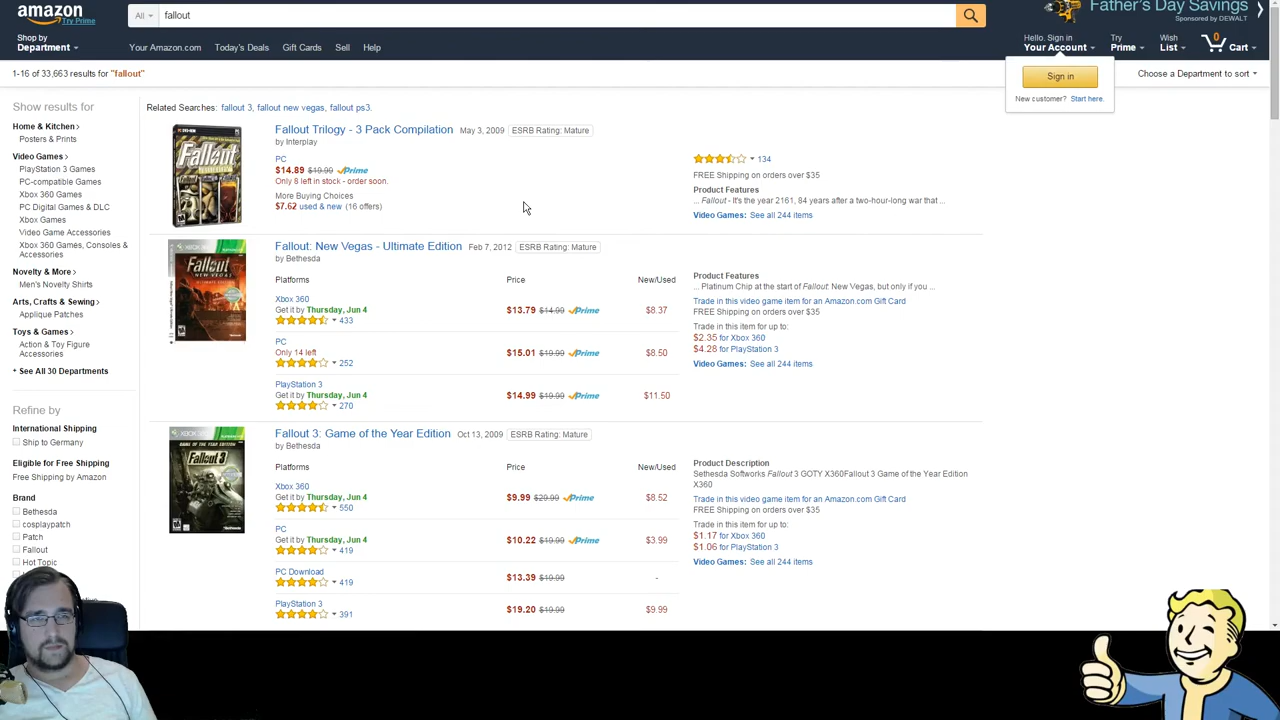 Father's Day Savings
Sponsored by DEWALT
amazon
Try Prime
All
fallout
Shop by
Department
Your Amazon.com
Today's Deals
Gift Cards
Sell
Help
Hello. Sign in
Your Account
Try
Prime
Wish
List
0
Cart
1-16 of 33,663 results for "fallout"
Sign in
New customer? Start here.
Choose a Department to sort
Show results for
Home & Kitchen
Posters & Prints
Video Games
PlayStation 3 Games
PC-compatible Games
Xbox 360 Games
PC Digital Games & DLC
Xbox Games
Video Game Accessories
Xbox 360 Games, Consoles &
Accessories
Novelty & More
Men's Novelty Shirts
Arts, Crafts & Sewing
Applique Patches
Toys & Games
Action & Toy Figure
Accessories
+ See All 30 Departments
Refine by
International Shipping
Ship to Germany
Eligible for Free Shipping
Free Shipping by Amazon
Brand
Bethesda
cosplaypatch
Patch
Fallout
Hot Topic
Related Searches: fallout 3, fallout new vegas, fallout ps3.
Fallout
Fallout Trilogy - 3 Pack Compilation May 3, 2009 ESRB Rating: Mature
by Interplay
PC
$14.89 $19.99 Prime
Only 8 left in stock - order soon.
More Buying Choices
$7.62 used & new (16 offers)
134
FREE Shipping on orders over $35
Product Features
... Fallout - It's the year 2161, 84 years after a two-hour-long war that ...
Video Games: See all 244 items
Fallout
NEW VEGAS
Fallout: New Vegas - Ultimate Edition Feb 7, 2012 ESRB Rating: Mature
by Bethesda
Platforms Price New/Used
Xbox 360
Get it by Thursday, Jun 4 $13.79 $14.99 Prime $8.37
433
PC
Only 14 left $15.01 $19.99 Prime $8.50
252
PlayStation 3
Get it by Thursday, Jun 4 $14.99 $19.99 Prime $11.50
270
Product Features
... Platinum Chip at the start of Fallout: New Vegas, but only if you ...
Trade in this video game item for an Amazon.com Gift Card
FREE Shipping on orders over $35
Trade in this item for up to:
$2.35 for Xbox 360
$4.28 for PlayStation 3
Video Games: See all 244 items
Fallout 3
Fallout 3: Game of the Year Edition Oct 13, 2009 ESRB Rating: Mature
by Bethesda
Platforms Price New/Used
Xbox 360
Get it by Thursday, Jun 4 $9.99 $29.99 Prime $8.52
550
PC
Get it by Thursday, Jun 4 $10.22 $19.99 Prime $3.99
419
PC Download
$13.39 $19.99 -
419
PlayStation 3
$19.20 $19.99 $9.99
391
Product Description
Sethesda Softworks Fallout 3 GOTY X360Fallout 3 Game of the Year Edition
X360
Trade in this video game item for an Amazon.com Gift Card
FREE Shipping on orders over $35
Trade in this item for up to:
$1.17 for Xbox 360
$1.06 for PlayStation 3
Video Games: See all 244 items